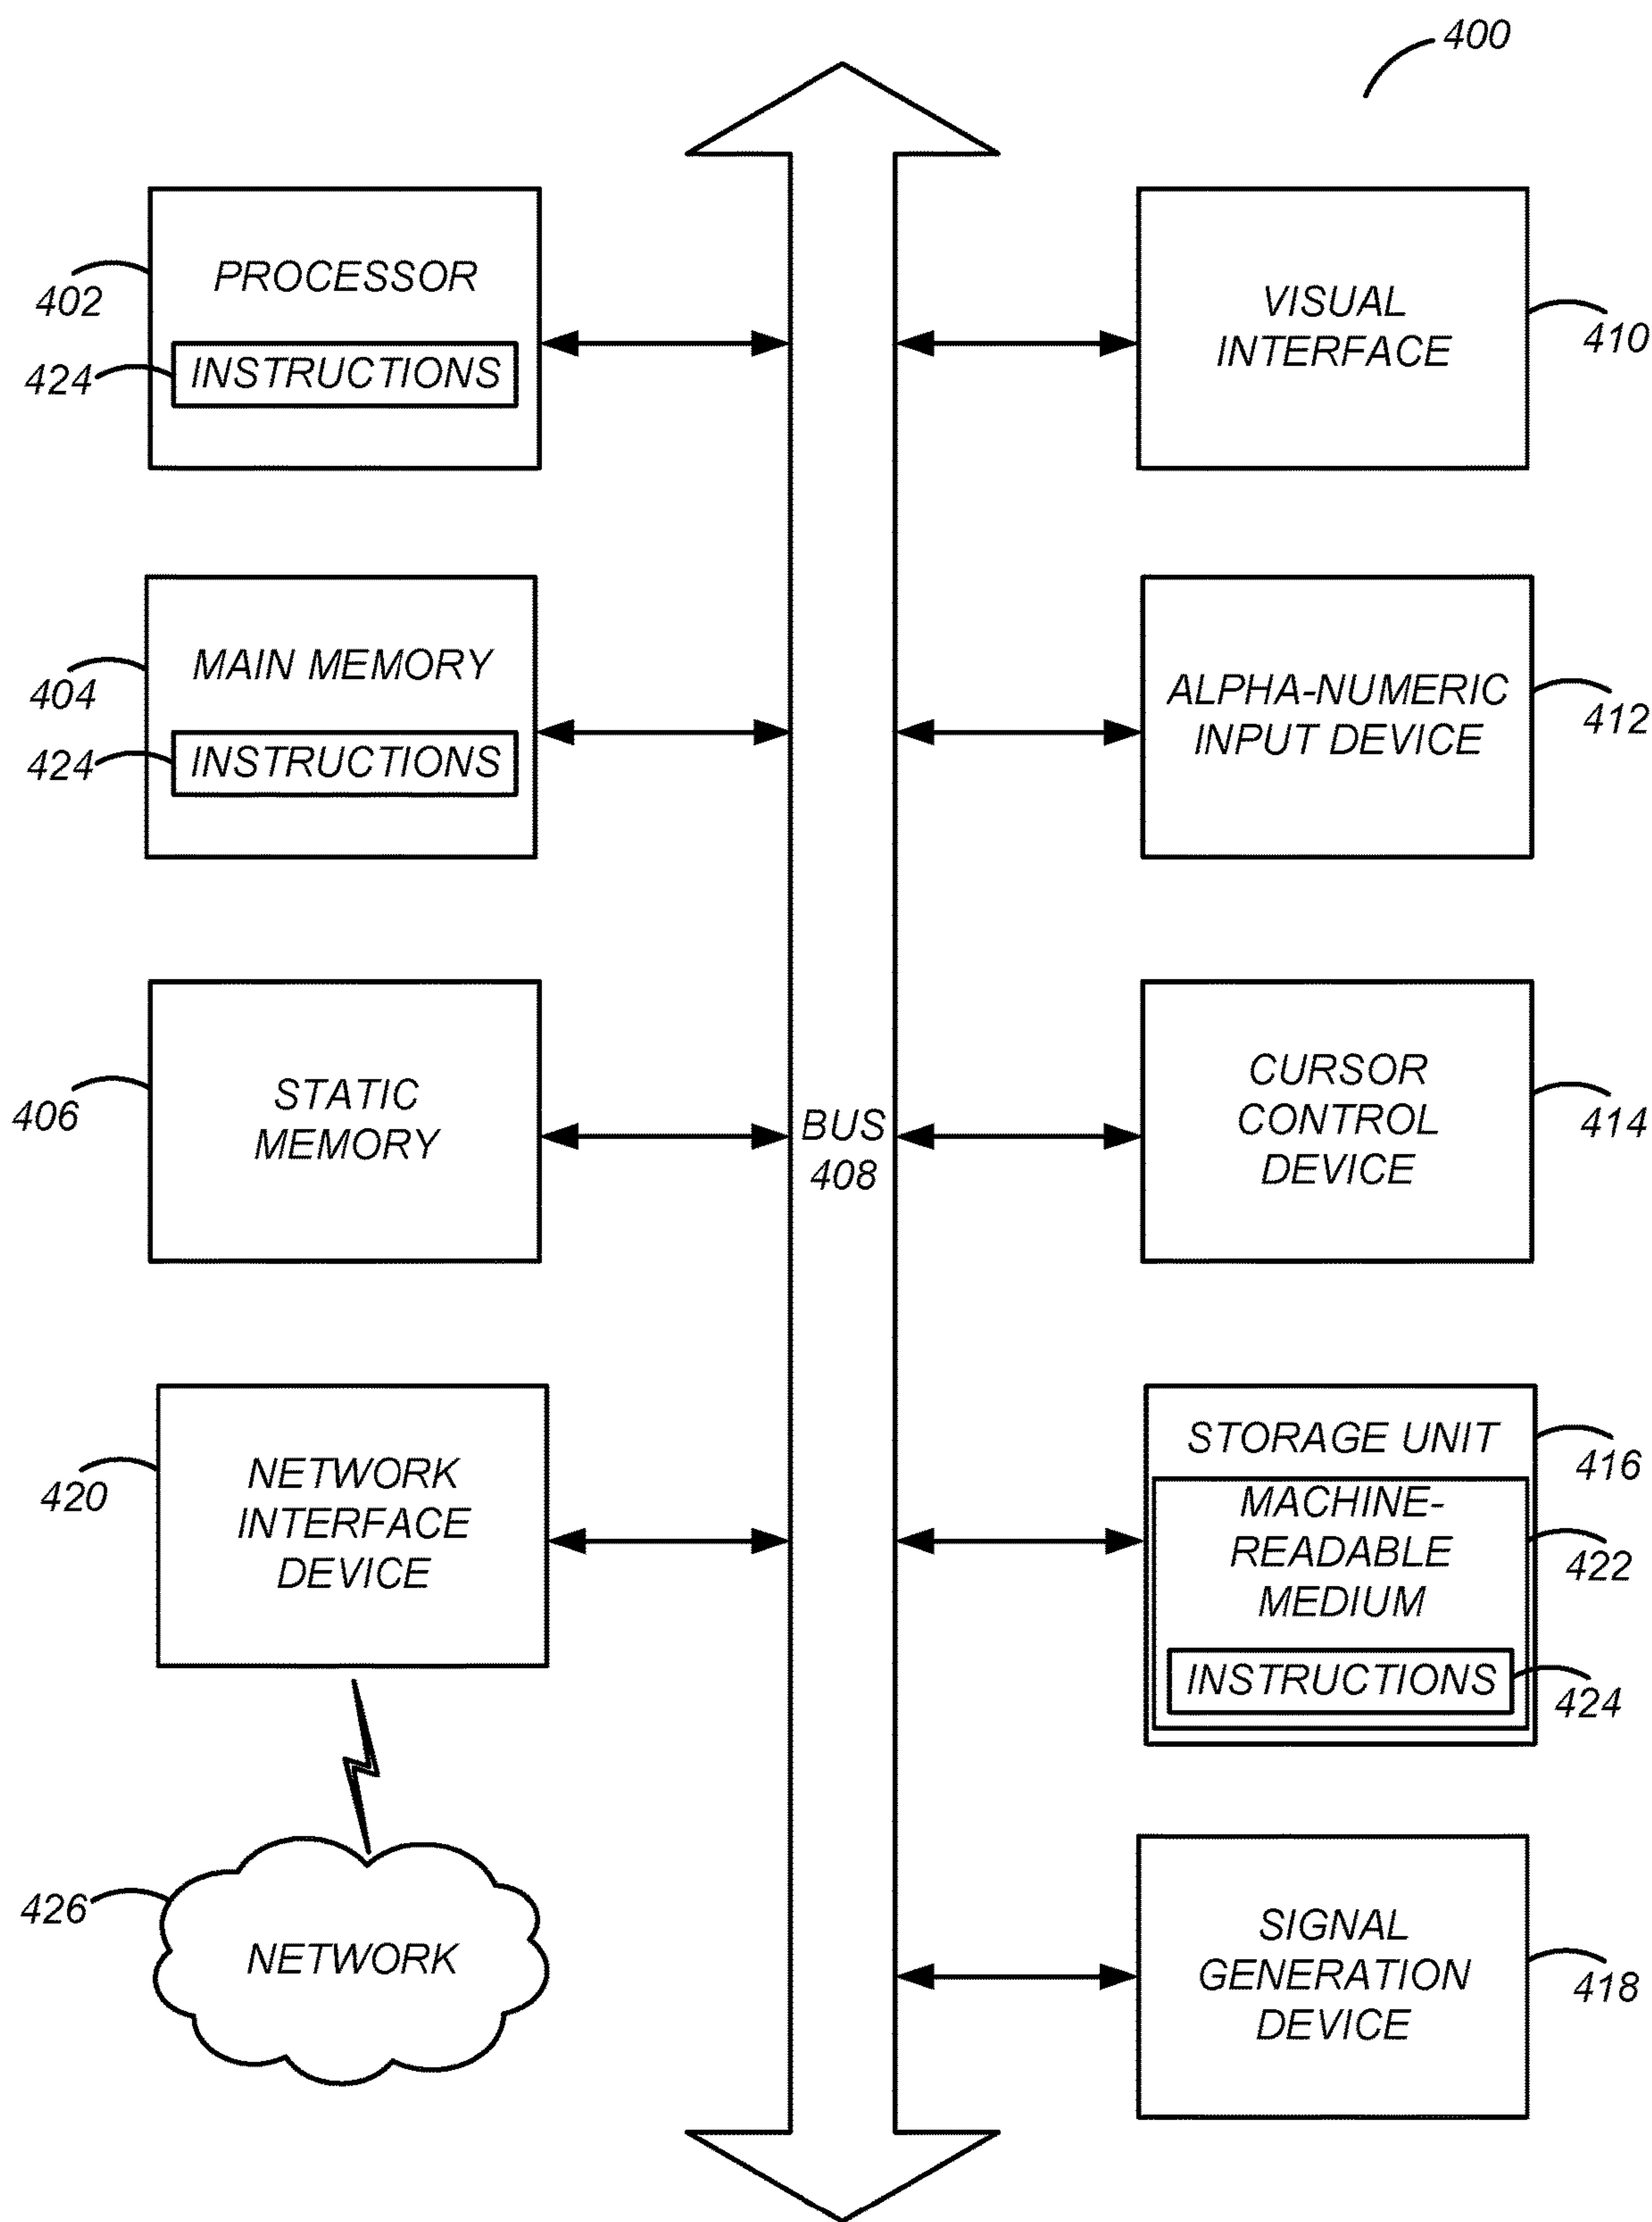 400
PROCESSOR
402
INSTRUCTIONS
424
MAIN MEMORY
404
INSTRUCTIONS
424
STATIC
MEMORY
406
NETWORK
INTERFACE
DEVICE
420
NETWORK
426
BUS
408
VISUAL
INTERFACE
410
ALPHA-NUMERIC
INPUT DEVICE
412
CURSOR
CONTROL
DEVICE
414
STORAGE UNIT
416
MACHINE-
READABLE
MEDIUM
422
INSTRUCTIONS
424
SIGNAL
GENERATION
DEVICE
418